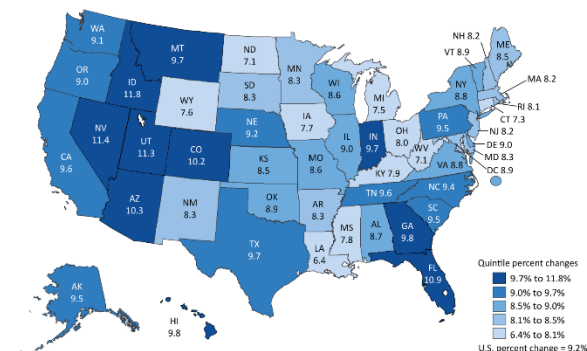 WA
9.1
OR
9.0
CA
9.6
ID
11.8
NV
11.4
MT
9.7
WY
7.6
UT
11.3
CO
10.2
AZ
10.3
NM
8.3
ND
7.1
SD
8.3
NE
9.2
KS
8.5
OK
8.9
TX
9.7
MN
8.3
IA
7.7
MO
8.6
AR
8.3
LA
6.4
WI
8.6
IL
9.0
MI
7.5
IN
9.7
OH
8.0
KY 7.9
TN 9.6
MS
7.8
AL
8.7
GA
9.8
FL
10.9
SC
9.5
NC 9.4
VA 8.8
WV
7.1
PA
9.5
NY
8.8
VT 8.9
NH 8.2
ME
8.5
MA 8.2
RI 8.1
CT 7.3
NJ 8.2
DE 9.0
MD 8.3
DC 8.9
AK
9.5
HI
9.8
Quintile percent changes
9.7% to 11.8%
9.0% to 9.7%
8.5% to 9.0%
8.1% to 8.5%
6.4% to 8.1%
U.S. percent change = 9.2%